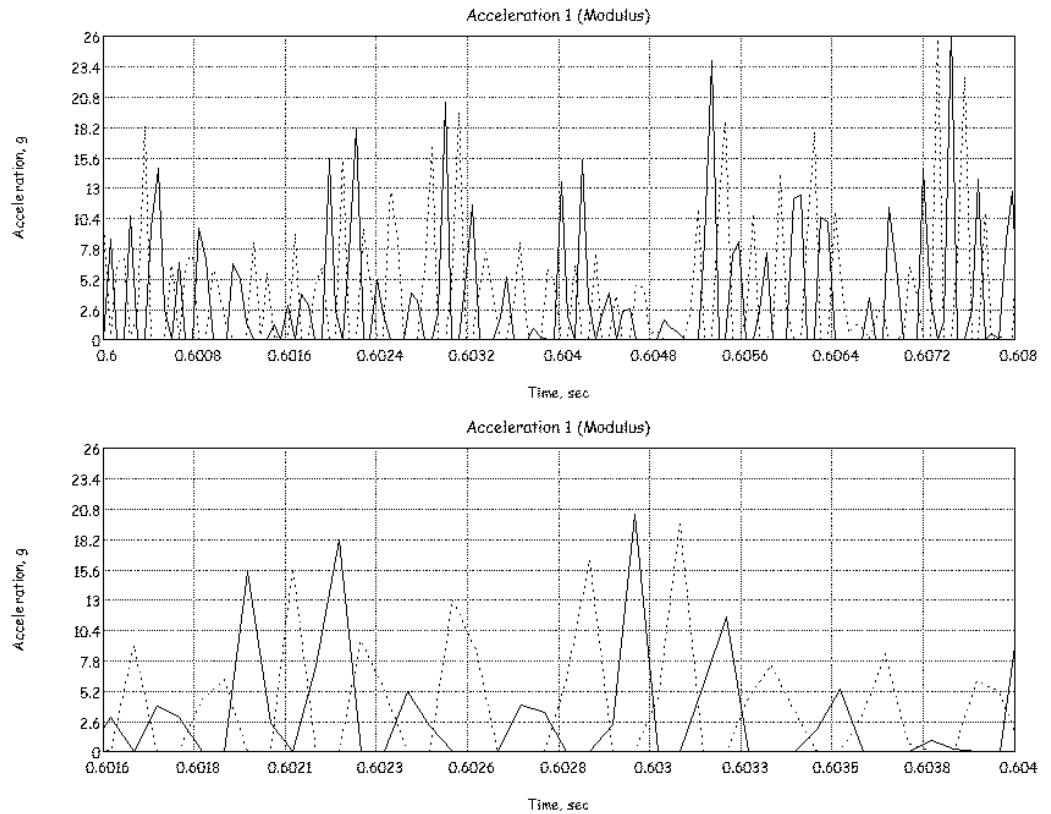 Acceleration 1 (Modulus)
Acceleration, g
26
23.4
20.8
18.2
15.6
13
10.4
7.8
5.2
2.6
0
0.6 0.6008 0.6016 0.6024 0.6032 0.604 0.6048 0.6056 0.6064 0.6072 0.608
Time, sec
Acceleration 1 (Modulus)
Acceleration, g
26
23.4
20.8
18.2
15.6
13
10.4
7.8
5.2
2.6
0
0.6016 0.6018 0.6021 0.6023 0.6026 0.6028 0.603 0.6033 0.6035 0.6038 0.604
Time, sec